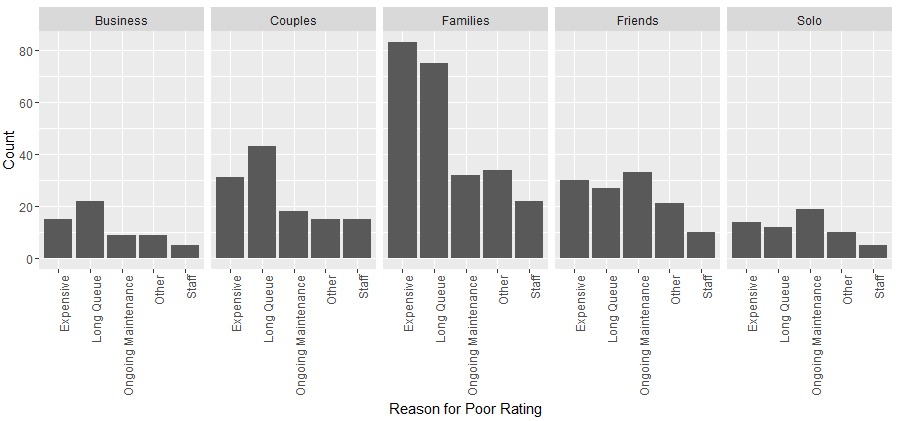 Business Couples Families Friends Solo
80
60
40
20
0
Count
Expensive Long Queue Ongoing Maintenance Other Staff
Expensive Long Queue Ongoing Maintenance Other Staff
Expensive Long Queue Ongoing Maintenance Other Staff
Expensive Long Queue Ongoing Maintenance Other Staff
Expensive Long Queue Ongoing Maintenance Other Staff
Reason for Poor Rating